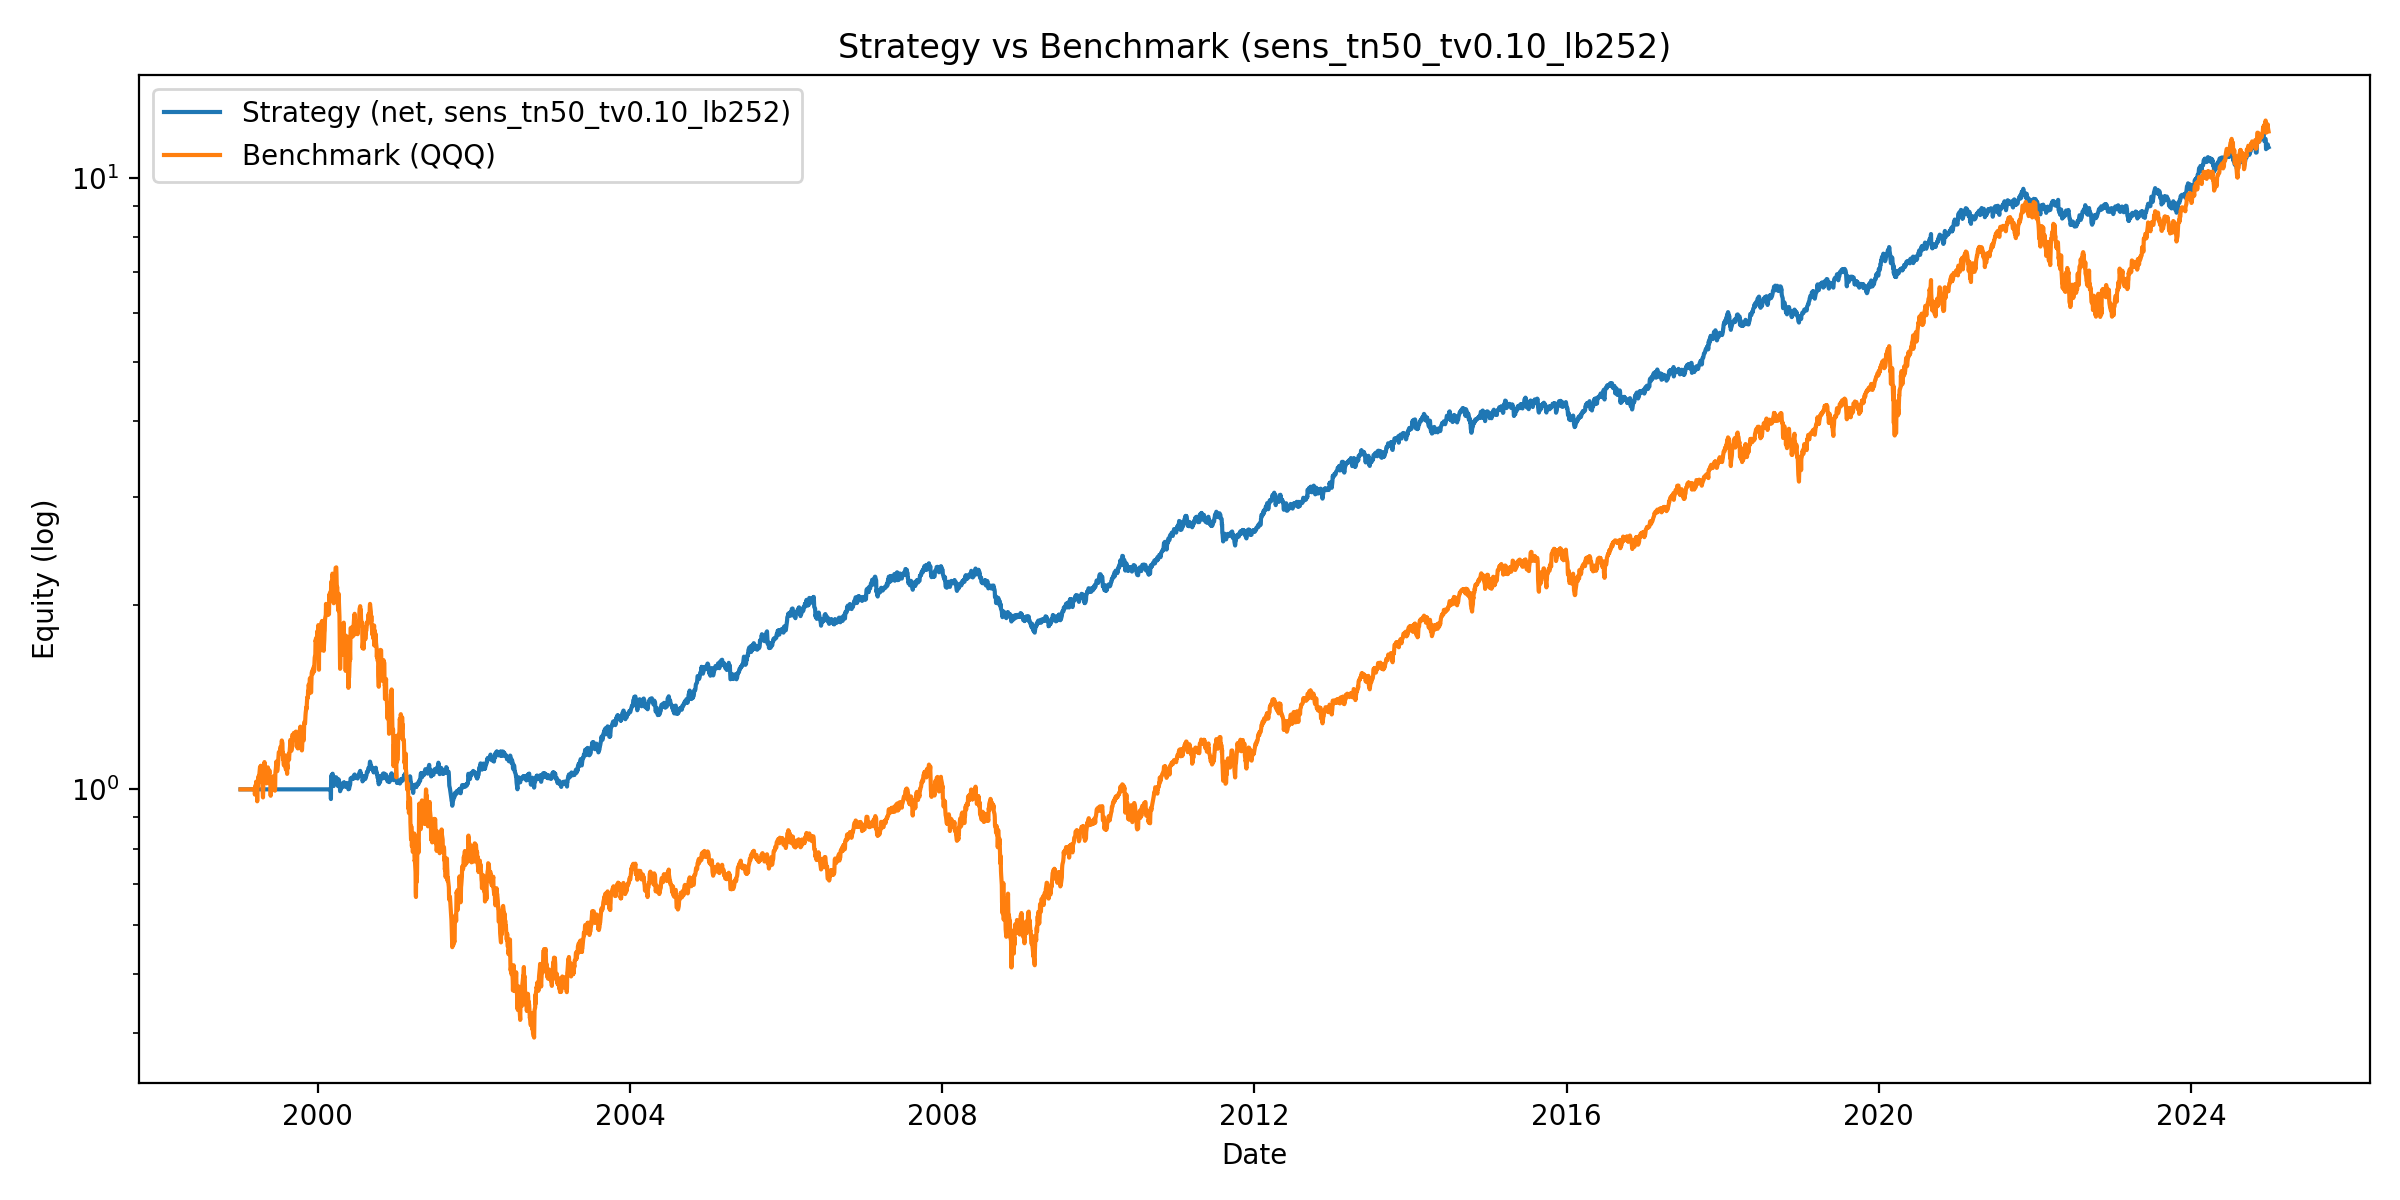 Strategy vs Benchmark (sens_tn50_tv0.10_lb252)
Strategy (net, sens_tn50_tv0.10_lb252)
Benchmark (QQQ)
10¹
10⁰
Equity (log)
2000 2004 2008 2012 2016 2020 2024
Date